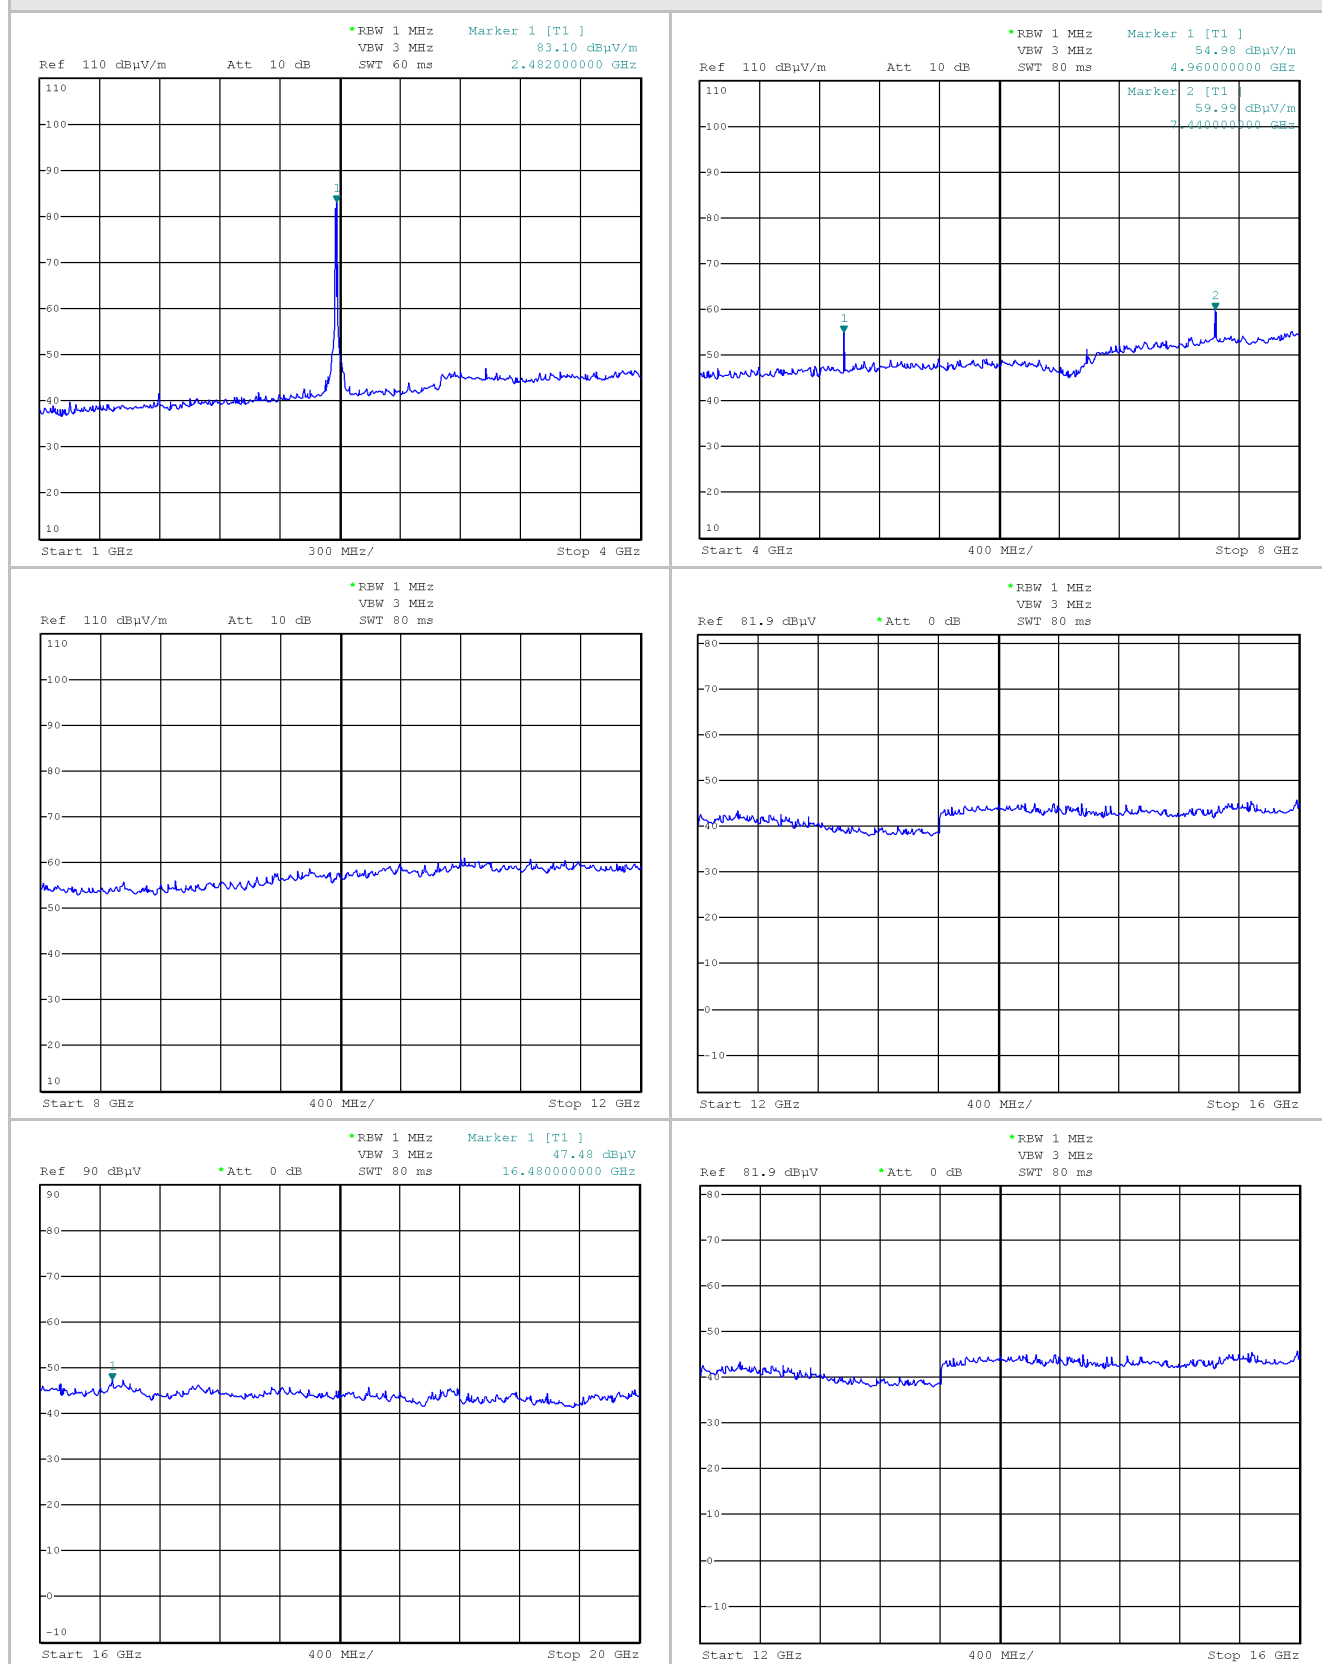 *RBW 1 MHz Marker 1 [T1 ]
VBW 3 MHz 83.10 dBµV/m
Ref 110 dBµV/m Att 10 dB SWT 60 ms 2.482000000 GHz
110
100
90
1
80
70
60
50
40
30
20
10
Start 1 GHz 300 MHz/ Stop 4 GHz
*RBW 1 MHz Marker 1 [T1 ]
VBW 3 MHz 54.98 dBµV/m
Ref 110 dBµV/m Att 10 dB SWT 80 ms 4.960000000 GHz
110 Marker 2 [T1 ]
59.99 dBµV/m
100 7.440000000 GHz
90
80
70
2
60
1
50
40
30
20
10
Start 4 GHz 400 MHz/ Stop 8 GHz
*RBW 1 MHz
VBW 3 MHz
Ref 110 dBµV/m Att 10 dB SWT 80 ms
110
100
90
80
70
60
50
40
30
20
10
Start 8 GHz 400 MHz/ Stop 12 GHz
*RBW 1 MHz
VBW 3 MHz
Ref 81.9 dBµV *Att 0 dB SWT 80 ms
80
70
60
50
40
30
20
10
0
-10
Start 12 GHz 400 MHz/ Stop 16 GHz
*RBW 1 MHz Marker 1 [T1 ]
VBW 3 MHz 47.48 dBµV
Ref 90 dBµV *Att 0 dB SWT 80 ms 16.480000000 GHz
90
80
70
60
50
1
40
30
20
10
0
-10
Start 16 GHz 400 MHz/ Stop 20 GHz
*RBW 1 MHz
VBW 3 MHz
Ref 81.9 dBµV *Att 0 dB SWT 80 ms
80
70
60
50
40
30
20
10
0
-10
Start 12 GHz 400 MHz/ Stop 16 GHz